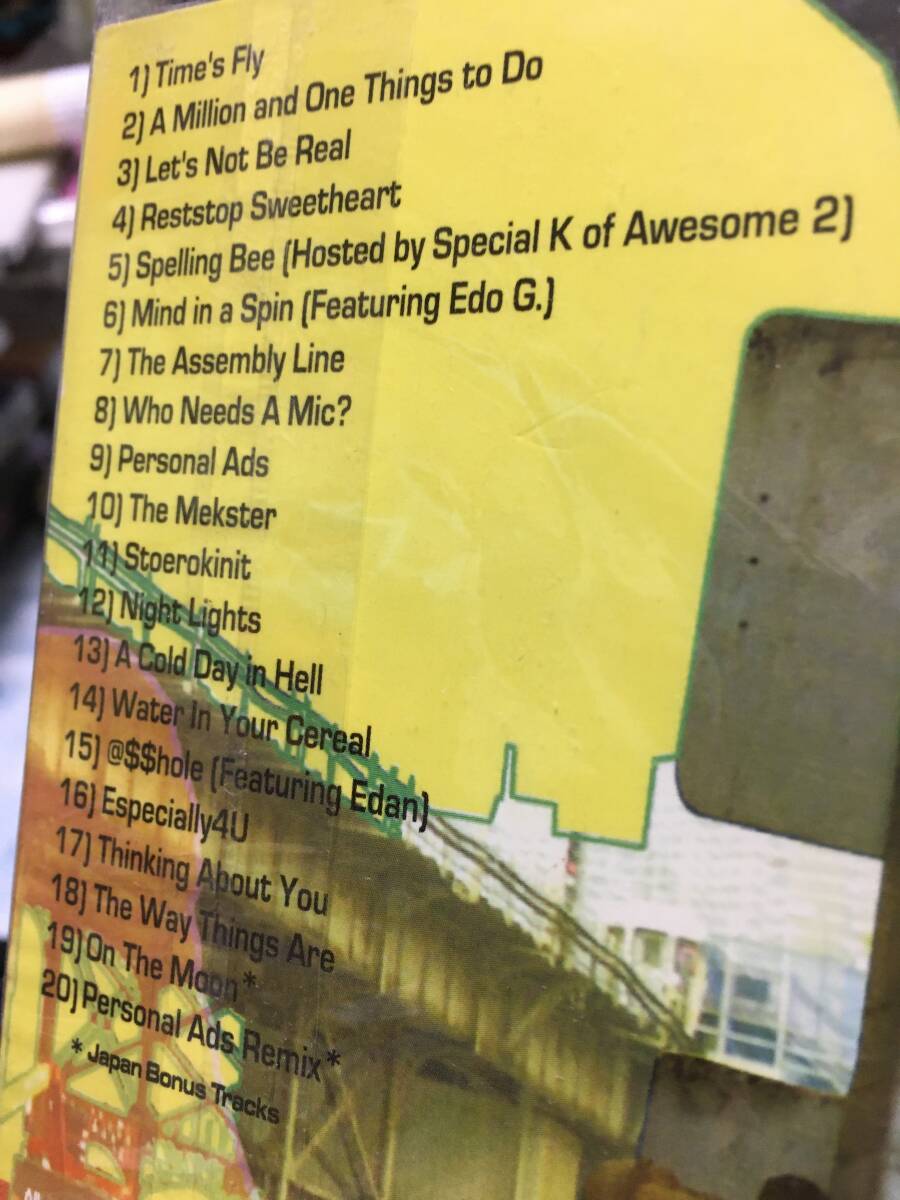 1) Time's Fly
2) A Million and One Things to Do
3) Let's Not Be Real
4) Reststop Sweetheart
5) Spelling Bee (Hosted by Special K of Awesome 2)
6) Mind in a Spin (Featuring Edo G.)
7) The Assembly Line
8) Who Needs A Mic?
9) Personal Ads
10) The Mekster
11) Stoerokinit
12) Night Lights
13) A Cold Day in Hell
14) Water In Your Cereal
15) @$$hole (Featuring Edan)
16) Especially4U
17) Thinking About You
18) The Way Things Are
19) On The Moon*
20) Personal Ads Remix*
* Japan Bonus Tracks